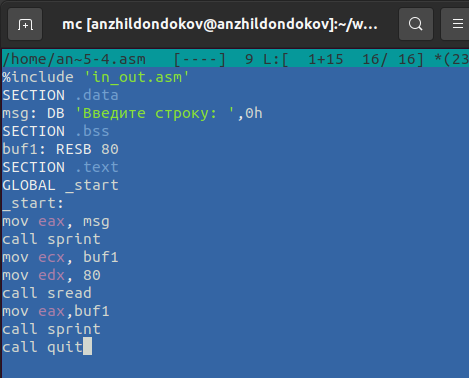 mc [anzhildondokov@anzhildondokov]:~/w...
/home/an~5-4.asm [----] 9 L:[ 1+15 16/ 16] *(23
%include 'in_out.asm'
SECTION .data
msg: DB 'Введите строку: ',0h
SECTION .bss
buf1: RESB 80
SECTION .text
GLOBAL _start
_start:
mov eax, msg
call sprint
mov ecx, buf1
mov edx, 80
call sread
mov eax,buf1
call sprint
call quit